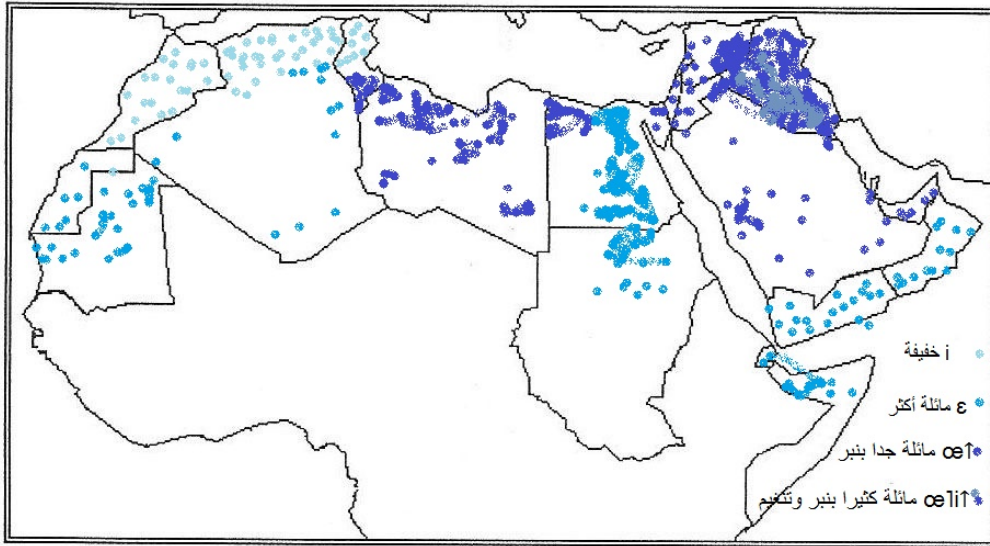 i خفيفة
ε مائلة أكثر
œ↑ مائلة جدا بنبر
œ˥i↑ مائلة كثيرا بنبر وتنغيم